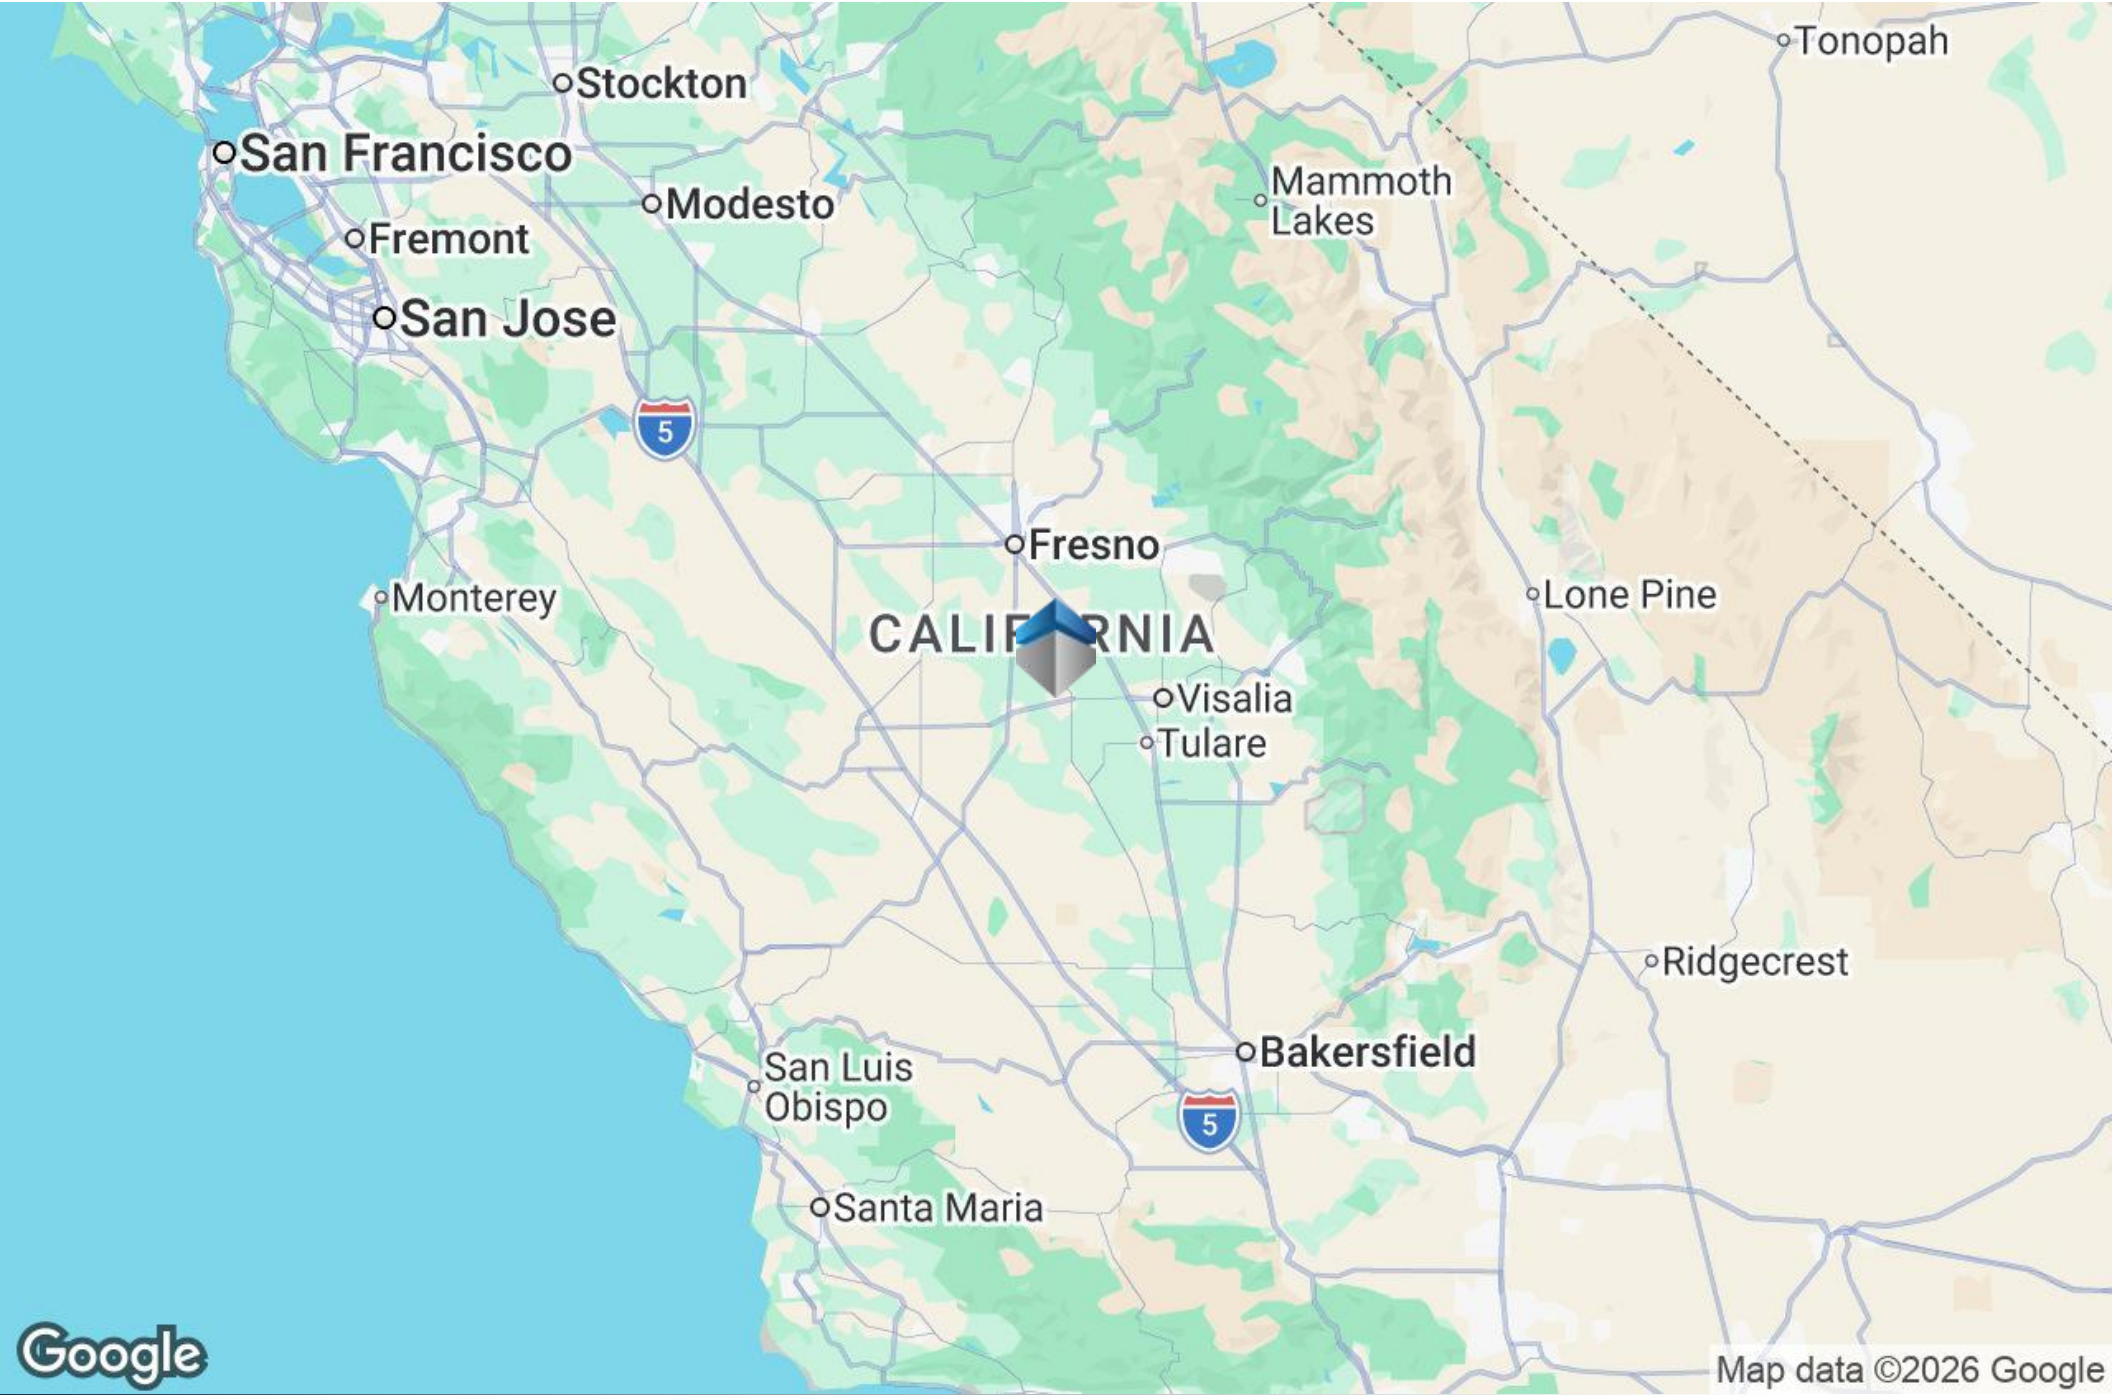 Tonopah
Stockton
San Francisco
Mammoth
Lakes
Modesto
Fremont
San Jose
5
Fresno
Monterey
Lone Pine
CALIF RNIA
Visalia
Tulare
Ridgecrest
Bakersfield
San Luis
Obispo
5
Santa Maria
Google
Map data ©2026 Google